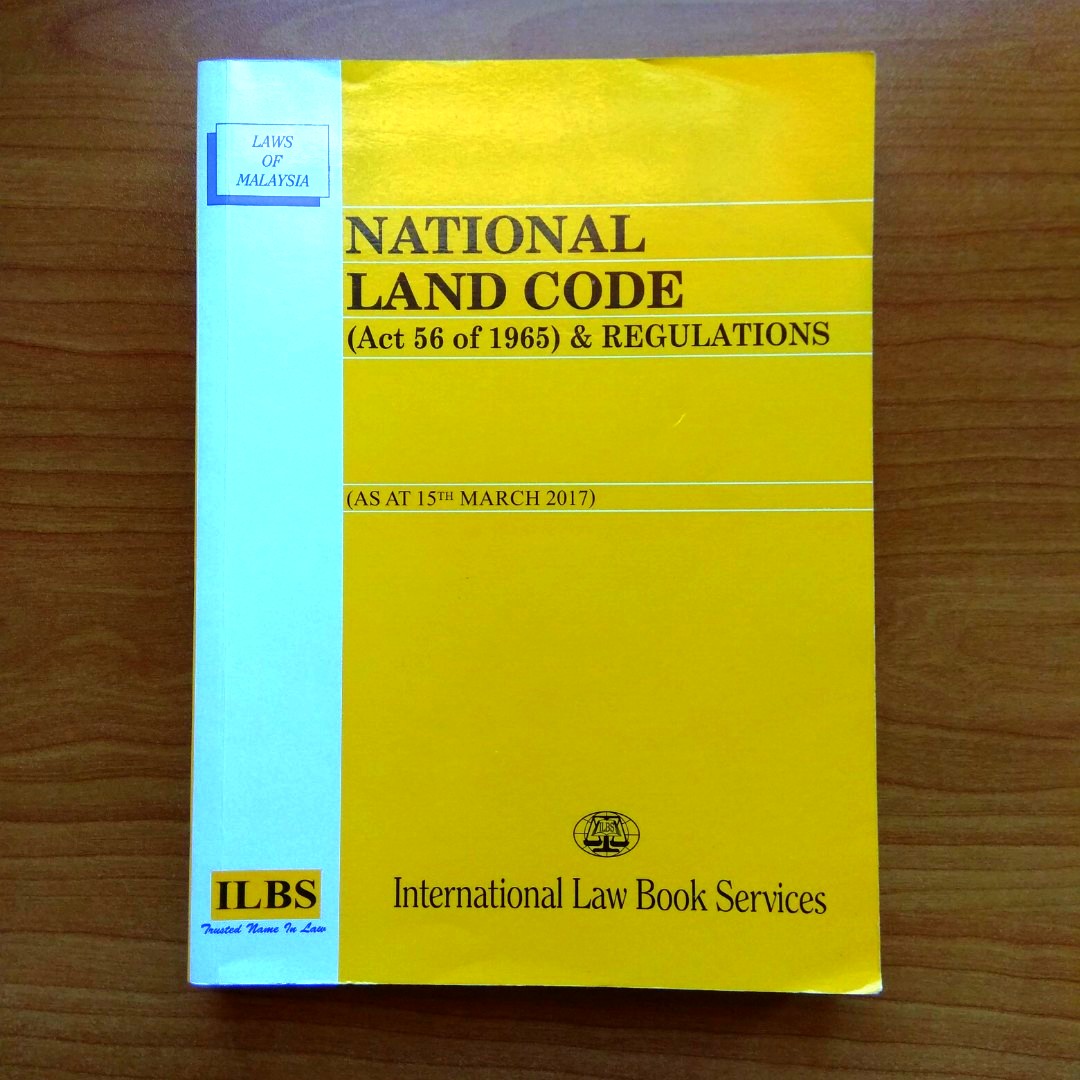 LAWS
OF
MALAYSIA
NATIONAL
LAND CODE
(Act 56 of 1965) & REGULATIONS
(AS AT 15TH MARCH 2017)
ILBS
International Law Book Services
ILBS
Trusted Name In Law